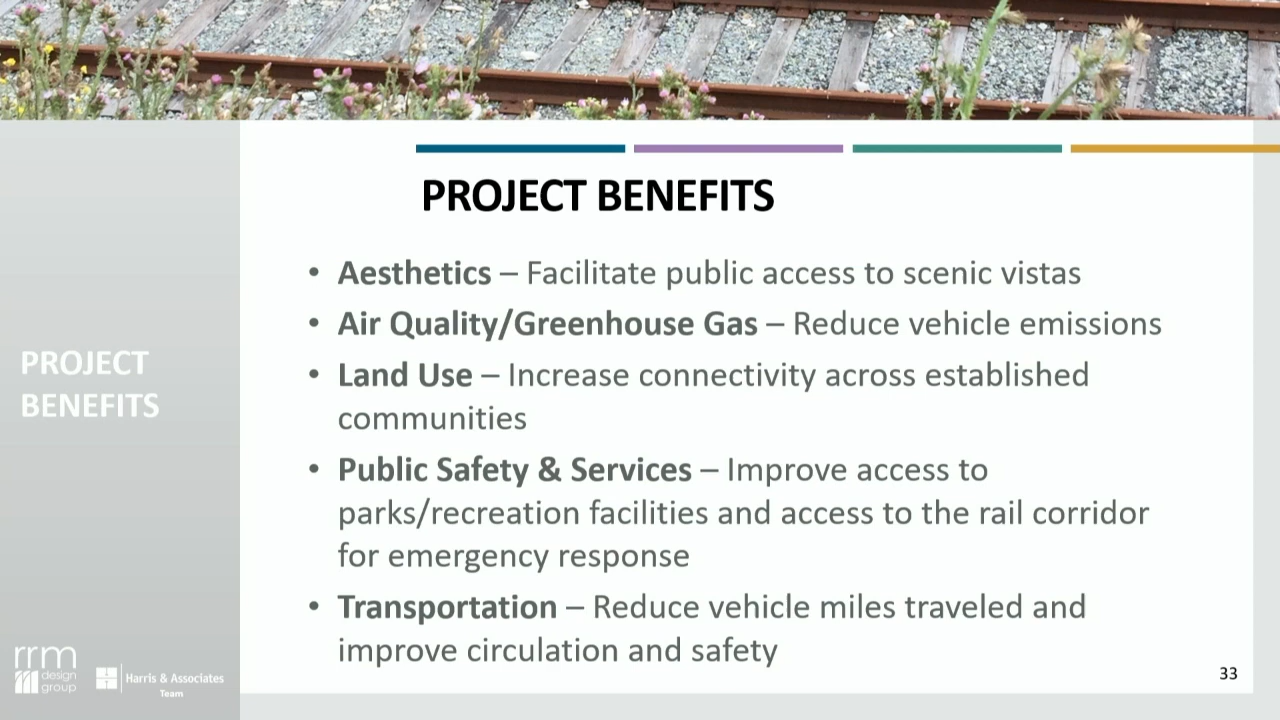 PROJECT BENEFITS
• Aesthetics – Facilitate public access to scenic vistas
• Air Quality/Greenhouse Gas – Reduce vehicle emissions
• Land Use – Increase connectivity across established
communities
• Public Safety & Services – Improve access to
parks/recreation facilities and access to the rail corridor
for emergency response
• Transportation – Reduce vehicle miles traveled and
improve circulation and safety
PROJECT
BENEFITS
rrm
design
group
Harris & Associates
Team
33